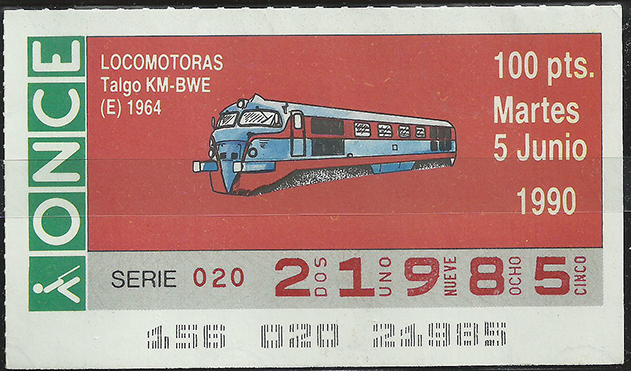 ONCE
LOCOMOTORAS
Talgo KM-BWE
(E) 1964
100 pts.
Martes
5 Junio
1990
SERIE 020 2 DOS 1 UNO 9 NUEVE 8 OCHO 5 CINCO
156 020 21985